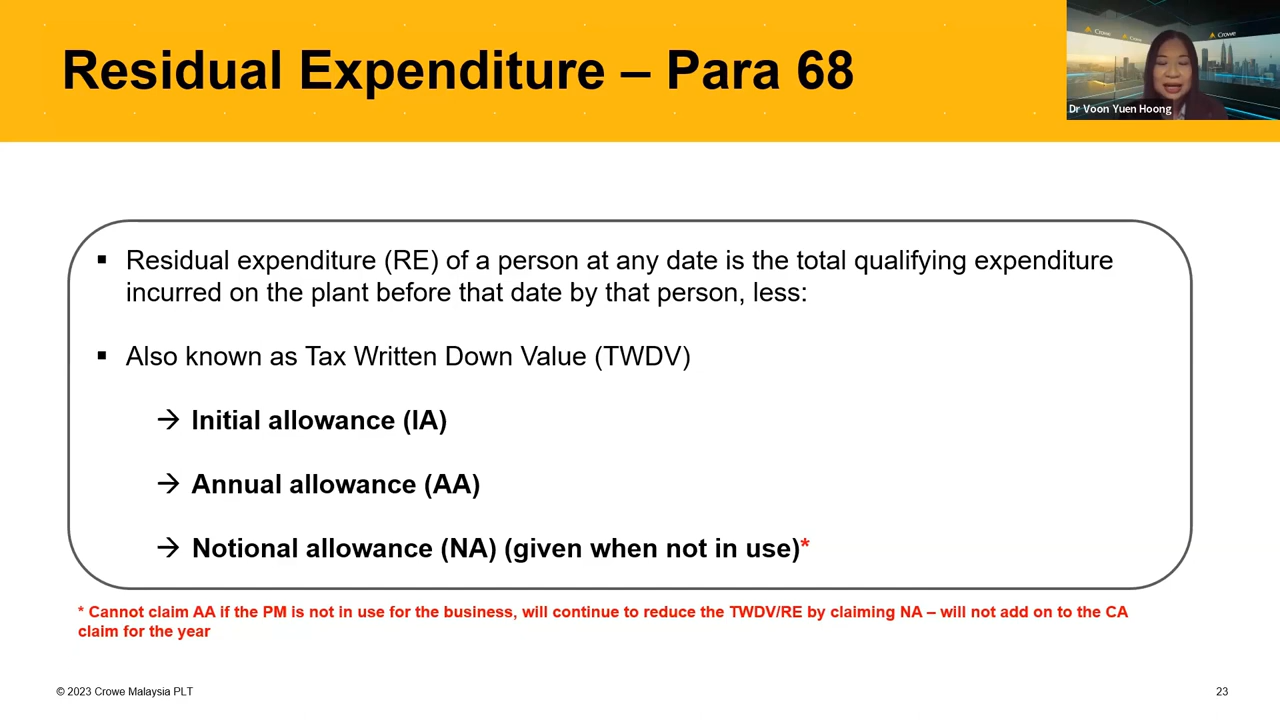 Residual Expenditure – Para 68
Crowe
Crowe
Crowe
Dr Voon Yuen Hoong
▪ Residual expenditure (RE) of a person at any date is the total qualifying expenditure
incurred on the plant before that date by that person, less:
▪ Also known as Tax Written Down Value (TWDV)
→ Initial allowance (IA)
→ Annual allowance (AA)
→ Notional allowance (NA) (given when not in use)*
* Cannot claim AA if the PM is not in use for the business, will continue to reduce the TWDV/RE by claiming NA – will not add on to the CA
claim for the year
© 2023 Crowe Malaysia PLT
23